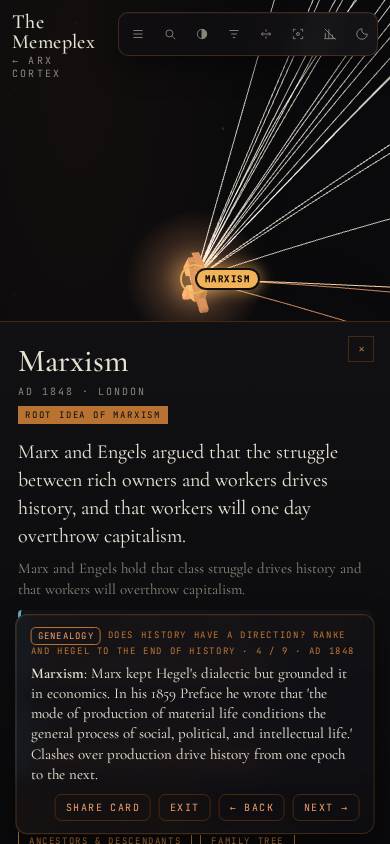 The
Memeplex
← ARX
CORTEX
MARXISM
Marxism
×
AD 1848 · LONDON
ROOT IDEA OF MARXISM
Marx and Engels argued that the struggle
between rich owners and workers drives
history, and that workers will one day
overthrow capitalism.
Marx and Engels hold that class struggle drives history and
that workers will overthrow capitalism.
GENEALOGY DOES HISTORY HAVE A DIRECTION? RANKE
AND HEGEL TO THE END OF HISTORY · 4 / 9 · AD 1848
Marxism: Marx kept Hegel's dialectic but grounded it
in economics. In his 1859 Preface he wrote that 'the
mode of production of material life conditions the
general process of social, political, and intellectual life.'
Clashes over production drive history from one epoch
to the next.
SHARE CARD EXIT ← BACK NEXT →
ANCESTORS & DESCENDANTS FAMILY TREE